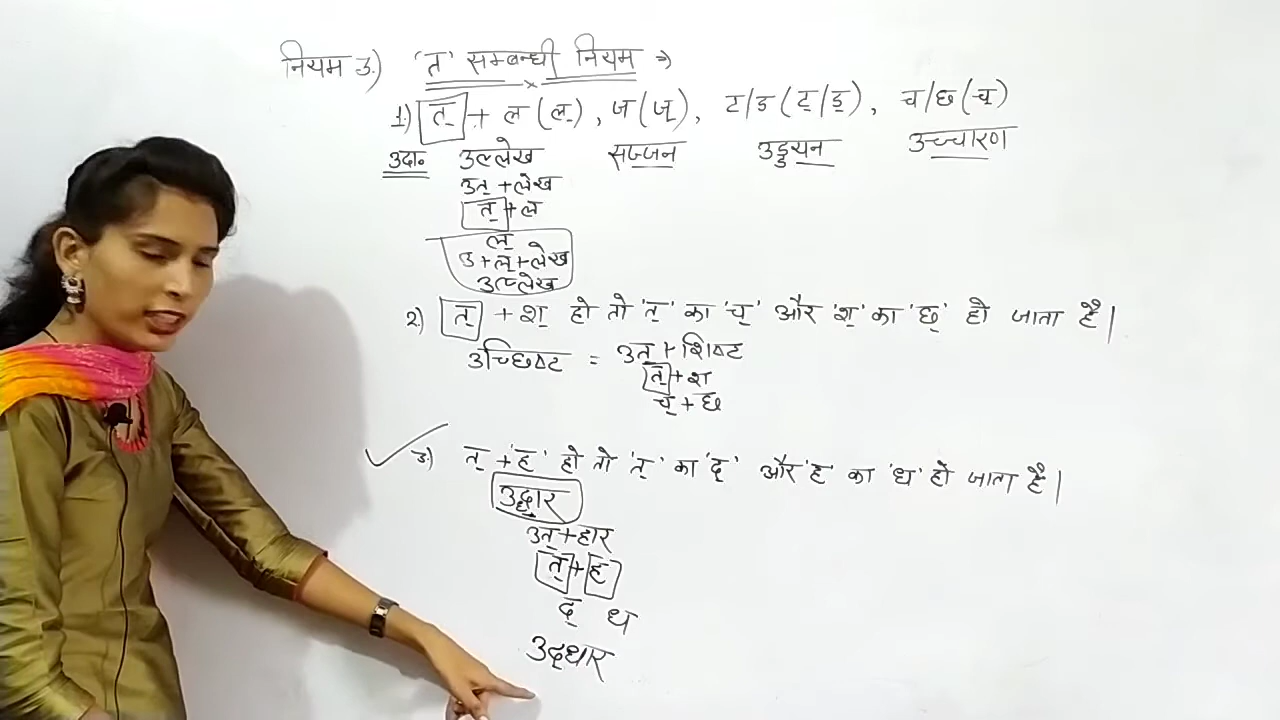 नियम 3.) 'त' सम्बन्धी नियम ⇒
1.) त् + ल (ल्), ज (ज्), ट/ड (ट्/ड्), च/छ (च्)
उदा० उल्लेख सज्जन उड्डयन उच्चारण
उत् + लेख
त् + ल
ल्
उ + ल् + लेख
उल्लेख
2.) त् + श् हो तो 'त्' का 'च्' और 'श्' का 'छ्' हो जाता है|
उच्छिष्ट = उत् + शिष्ट
त् + श
च् + छ
3.) त् + 'ह' हो तो 'त्' का 'द्' और 'ह' का 'ध' हो जाता है|
उद्धार
उत् + हार
त् + ह
द् ध
उद्धार